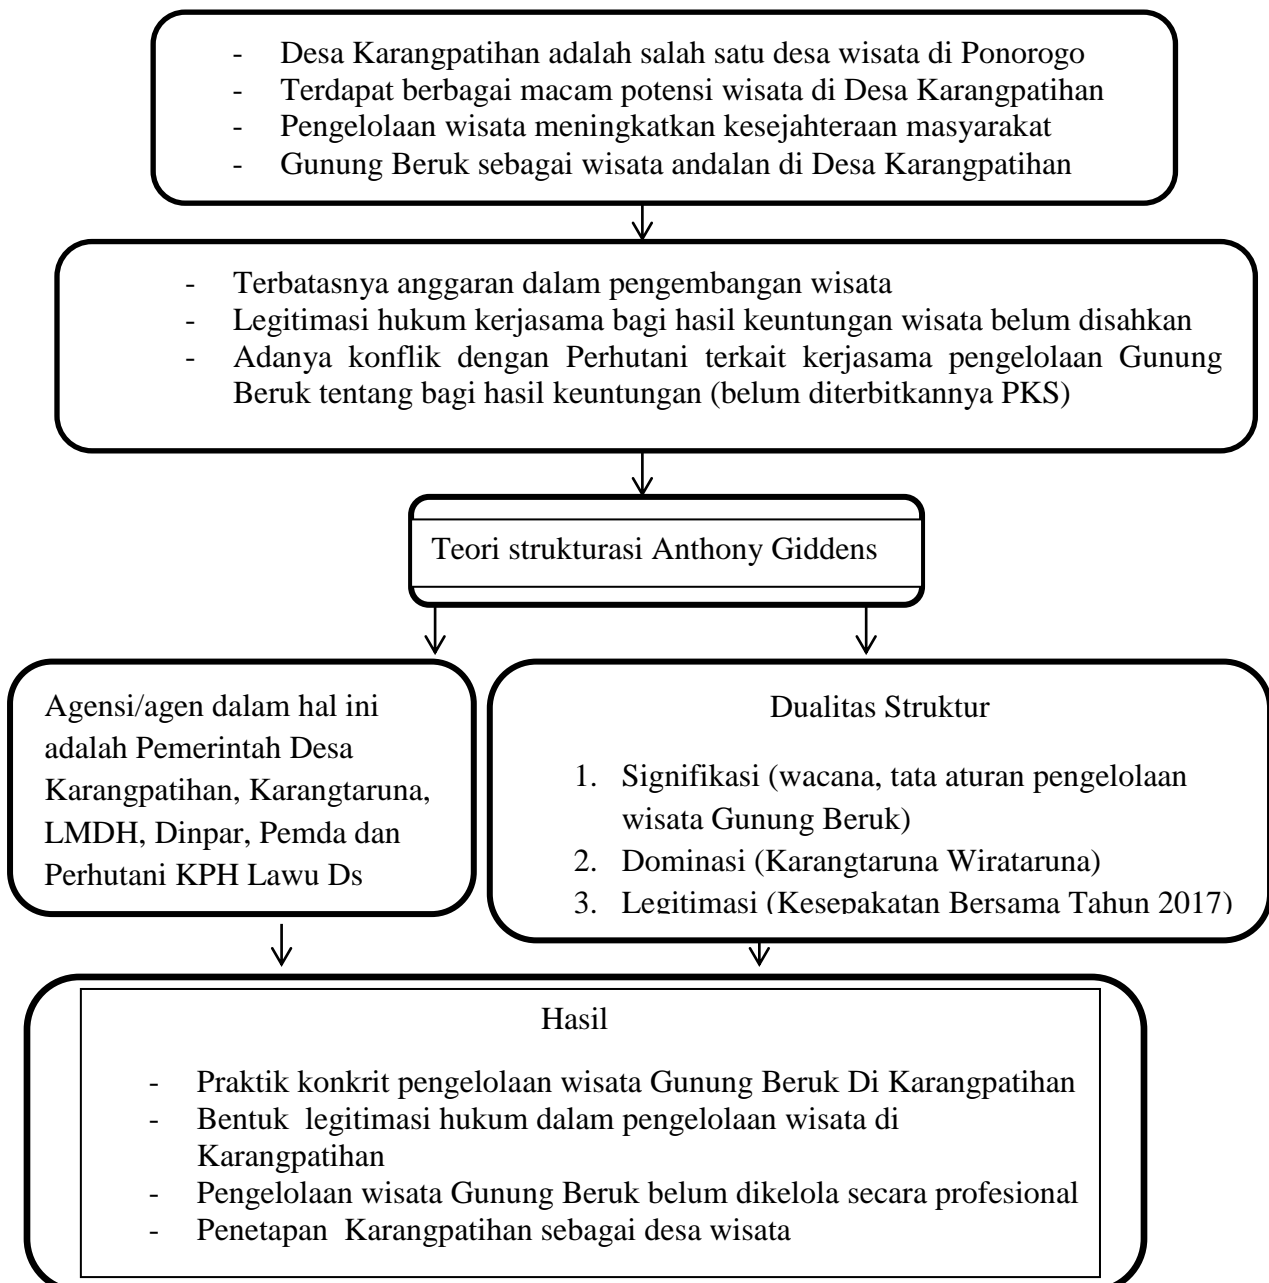 - Desa Karangpatihan adalah salah satu desa wisata di Ponorogo
- Terdapat berbagai macam potensi wisata di Desa Karangpatihan
- Pengelolaan wisata meningkatkan kesejahteraan masyarakat
- Gunung Beruk sebagai wisata andalan di Desa Karangpatihan
- Terbatasnya anggaran dalam pengembangan wisata
- Legitimasi hukum kerjasama bagi hasil keuntungan wisata belum disahkan
- Adanya konflik dengan Perhutani terkait kerjasama pengelolaan Gunung
Beruk tentang bagi hasil keuntungan (belum diterbitkannya PKS)
Teori strukturasi Anthony Giddens
Agensi/agen dalam hal ini
adalah Pemerintah Desa
Karangpatihan, Karangtaruna,
LMDH, Dinpar, Pemda dan
Perhutani KPH Lawu Ds
Dualitas Struktur
1. Signifikasi (wacana, tata aturan pengelolaan
wisata Gunung Beruk)
2. Dominasi (Karangtaruna Wirataruna)
3. Legitimasi (Kesepakatan Bersama Tahun 2017)
Hasil
- Praktik konkrit pengelolaan wisata Gunung Beruk Di Karangpatihan
- Bentuk legitimasi hukum dalam pengelolaan wisata di
Karangpatihan
- Pengelolaan wisata Gunung Beruk belum dikelola secara profesional
- Penetapan Karangpatihan sebagai desa wisata